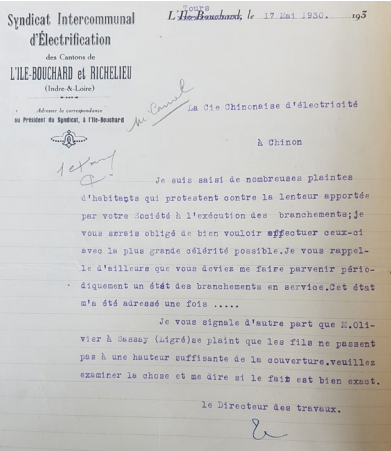 Syndicat Intercommunal
d'Électrification
des Cantons de
L'ILE-BOUCHARD et RICHELIEU
(Indre & Loire)
Adresser la correspondance
au Président du Syndicat, à l'Ile-Bouchard
Tours
L'Ile-Bouchard, le 17 Mai 1930. 193
La Cie Chinonaise d'électricité
à Chinon
Je suis saisi de nombreuses plaintes
d'habitants qui protestent contre la lenteur apportée
par votre Société à l'exécution des branchements;je
vous serais obligé de bien vouloir effectuer ceux-ci
avec la plus grande célérité possible.Je vous rappel-
le d'ailleurs que vous deviez me faire parvenir pério-
diquement un état des branchements en service.Cet état
m'a été adressé une fois .....
Je vous signale d'autre part que M.Oli-
vier à Sassay (Ligré)se plaint que les fils ne passent
pas à une hauteur suffisante de la couverture.veuillez
examiner la chose et me dire si le fait est bien exact.
le Directeur des travaux.